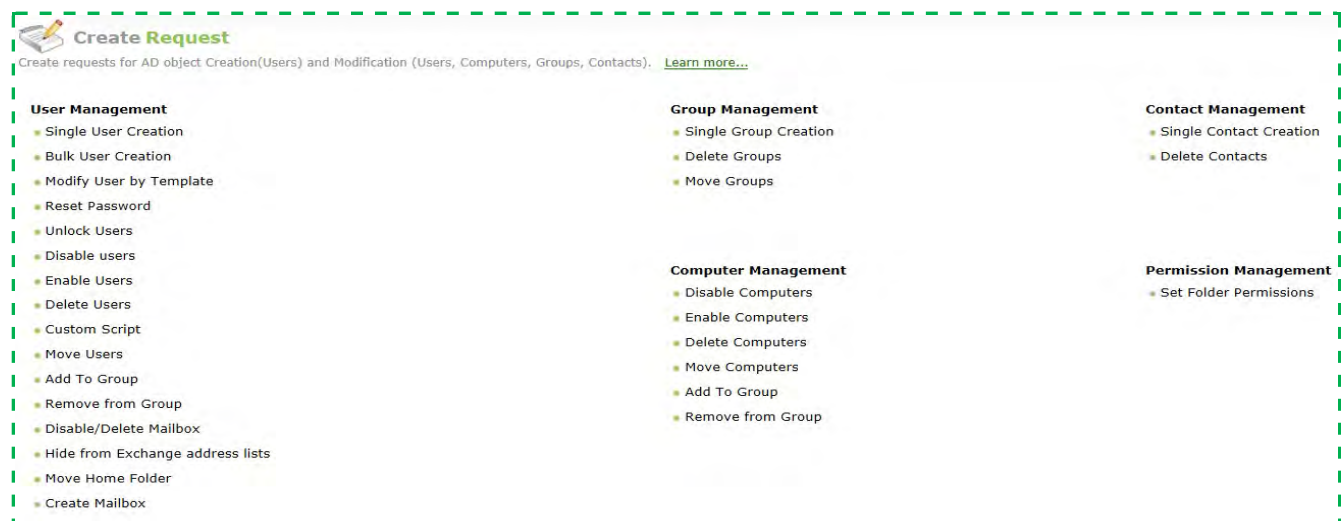 Create Request
Create requests for AD object Creation(Users) and Modification (Users, Computers, Groups, Contacts). Learn more...
User Management
Single User Creation
Bulk User Creation
Modify User by Template
Reset Password
Unlock Users
Disable users
Enable Users
Delete Users
Custom Script
Move Users
Add To Group
Remove from Group
Disable/Delete Mailbox
Hide from Exchange address lists
Move Home Folder
Create Mailbox
Group Management
Single Group Creation
Delete Groups
Move Groups
Computer Management
Disable Computers
Enable Computers
Delete Computers
Move Computers
Add To Group
Remove from Group
Contact Management
Single Contact Creation
Delete Contacts
Permission Management
Set Folder Permissions